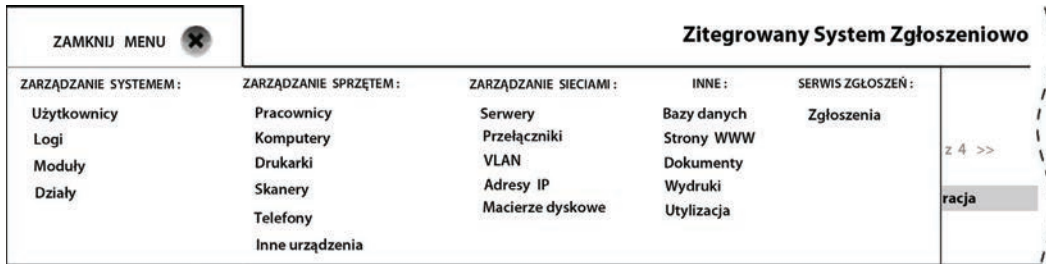 ZAMKNIJ MENU
Zitegrowany System Zgłoszeniowo
ZARZĄDZANIE SYSTEMEM :
Użytkownicy
Logi
Moduły
Działy
ZARZĄDZANIE SPRZĘTEM :
Pracownicy
Komputery
Drukarki
Skanery
Telefony
Inne urządzenia
ZARZĄDZANIE SIECIAMI :
Serwery
Przełączniki
VLAN
Adresy IP
Macierze dyskowe
INNE :
Bazy danych
Strony WWW
Dokumenty
Wydruki
Utylizacja
SERWIS ZGŁOSZEŃ :
Zgłoszenia
z 4 >>
racja